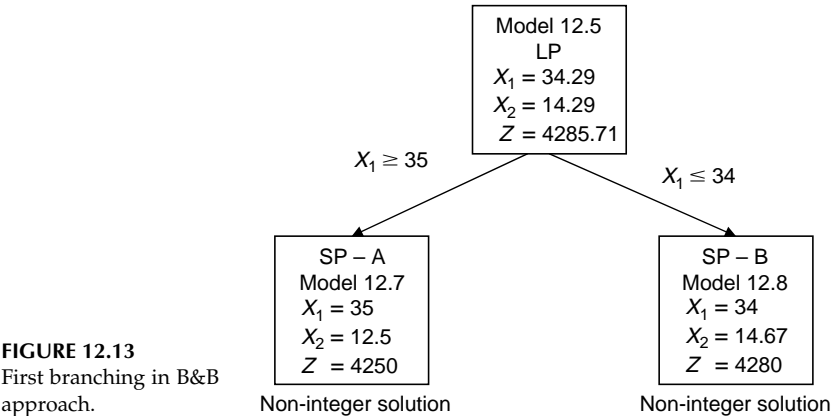 Model 12.5
LP
X₁ = 34.29
X₂ = 14.29
Z = 4285.71
X₁ ≥ 35
X₁ ≤ 34
SP – A
Model 12.7
X₁ = 35
X₂ = 12.5
Z = 4250
Non-integer solution
SP – B
Model 12.8
X₁ = 34
X₂ = 14.67
Z = 4280
Non-integer solution
FIGURE 12.13
First branching in B&B
approach.